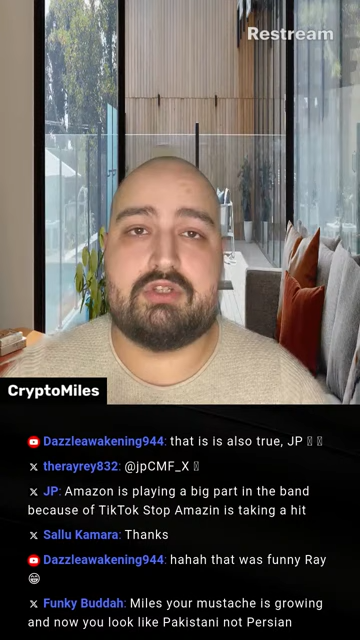 Restream
CryptoMiles
Dazzleawakening944: that is is also true, JP
therayrey832: @jpCMF_X
JP: Amazon is playing a big part in the band
because of TikTok Stop Amazin is taking a hit
Sallu Kamara: Thanks
Dazzleawakening944: hahah that was funny Ray
😁
Funky Buddah: Miles your mustache is growing
and now you look like Pakistani not Persian